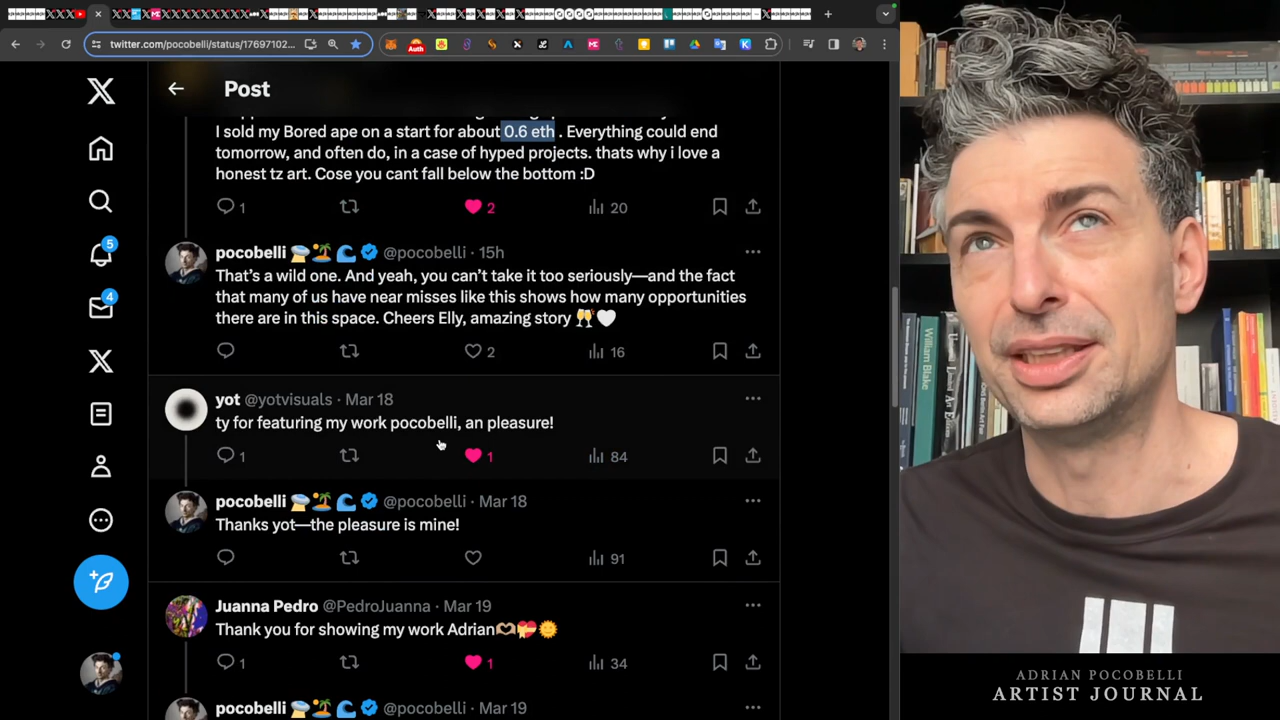 twitter.com/pocobelli/status/17697102...
Auth
Post
I sold my Bored ape on a start for about 0.6 eth . Everything could end
tomorrow, and often do, in a case of hyped projects. thats why i love a
honest tz art. Cose you cant fall below the bottom :D
1 2 20
pocobelli @pocobelli · 15h
That's a wild one. And yeah, you can't take it too seriously—and the fact
that many of us have near misses like this shows how many opportunities
there are in this space. Cheers Elly, amazing story
2 16
yot @yotvisuals · Mar 18
ty for featuring my work pocobelli, an pleasure!
1 1 84
pocobelli @pocobelli · Mar 18
Thanks yot—the pleasure is mine!
91
Juanna Pedro @PedroJuanna · Mar 19
Thank you for showing my work Adrian
1 1 34
pocobelli @pocobelli · Mar 19
5
4
William Blake
ADRIAN POCOBELLI
ARTIST JOURNAL